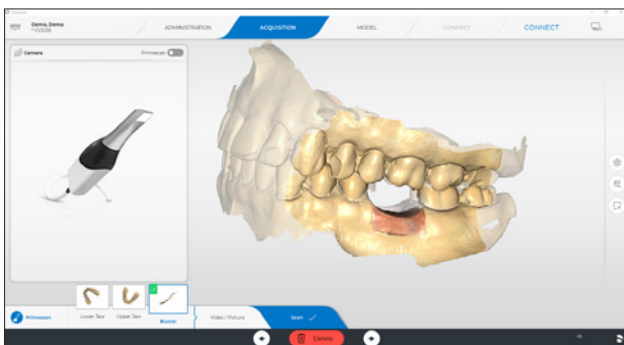 Connect
Demo, Demo
ADMINISTRATION
ACQUISITION
MODEL
CONNECT
CONNECT
Camera
Primescan
Lower Jaw
Upper Jaw
Buccal
Primescan
Video / Picture
Scan
Delete